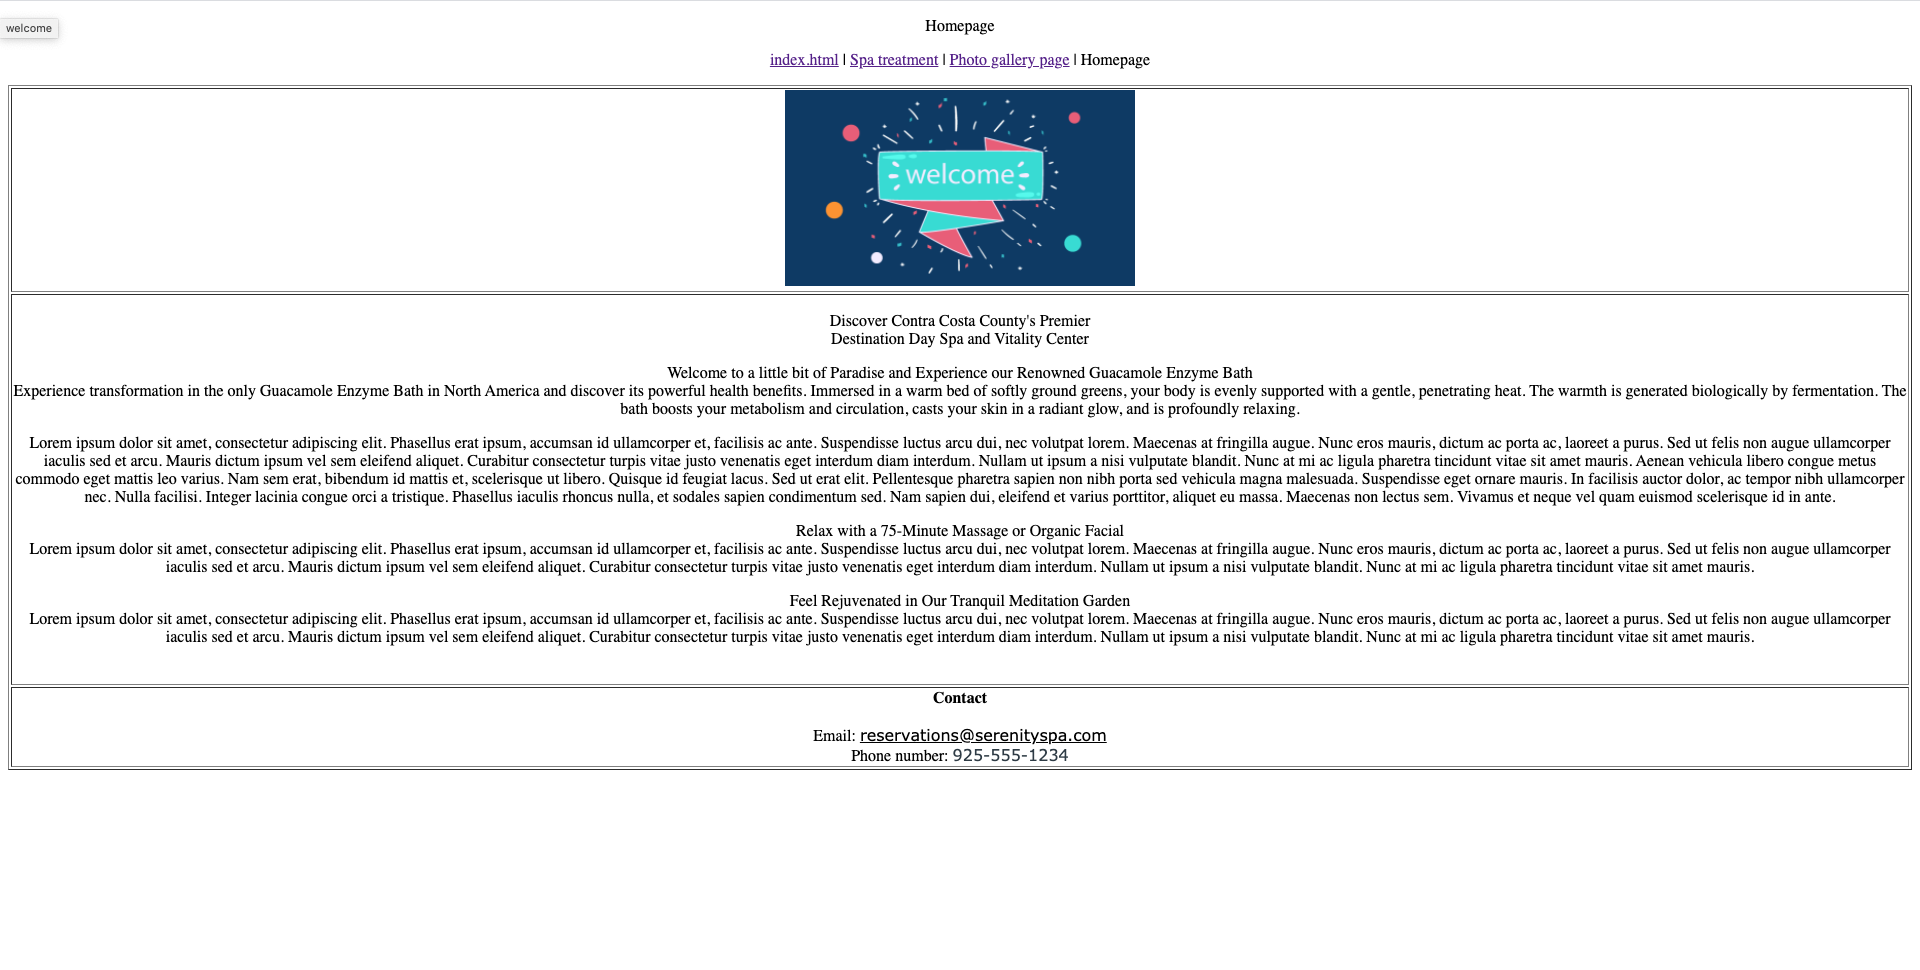 welcome
Homepage
index.html | Spa treatment | Photo gallery page | Homepage
welcome
Discover Contra Costa County's Premier
Destination Day Spa and Vitality Center
Welcome to a little bit of Paradise and Experience our Renowned Guacamole Enzyme Bath
Experience transformation in the only Guacamole Enzyme Bath in North America and discover its powerful health benefits. Immersed in a warm bed of softly ground greens, your body is evenly supported with a gentle, penetrating heat. The warmth is generated biologically by fermentation. The
bath boosts your metabolism and circulation, casts your skin in a radiant glow, and is profoundly relaxing.
Lorem ipsum dolor sit amet, consectetur adipiscing elit. Phasellus erat ipsum, accumsan id ullamcorper et, facilisis ac ante. Suspendisse luctus arcu dui, nec volutpat lorem. Maecenas at fringilla augue. Nunc eros mauris, dictum ac porta ac, laoreet a purus. Sed ut felis non augue ullamcorper
iaculis sed et arcu. Mauris dictum ipsum vel sem eleifend aliquet. Curabitur consectetur turpis vitae justo venenatis eget interdum diam interdum. Nullam ut ipsum a nisi vulputate blandit. Nunc at mi ac ligula pharetra tincidunt vitae sit amet mauris. Aenean vehicula libero congue metus
commodo eget mattis leo varius. Nam sem erat, bibendum id mattis et, scelerisque ut libero. Quisque id feugiat lacus. Sed ut erat elit. Pellentesque pharetra sapien non nibh porta sed vehicula magna malesuada. Suspendisse eget ornare mauris. In facilisis auctor dolor, ac tempor nibh ullamcorper
nec. Nulla facilisi. Integer lacinia congue orci a tristique. Phasellus iaculis rhoncus nulla, et sodales sapien condimentum sed. Nam sapien dui, eleifend et varius porttitor, aliquet eu massa. Maecenas non lectus sem. Vivamus et neque vel quam euismod scelerisque id in ante.
Relax with a 75-Minute Massage or Organic Facial
Lorem ipsum dolor sit amet, consectetur adipiscing elit. Phasellus erat ipsum, accumsan id ullamcorper et, facilisis ac ante. Suspendisse luctus arcu dui, nec volutpat lorem. Maecenas at fringilla augue. Nunc eros mauris, dictum ac porta ac, laoreet a purus. Sed ut felis non augue ullamcorper
iaculis sed et arcu. Mauris dictum ipsum vel sem eleifend aliquet. Curabitur consectetur turpis vitae justo venenatis eget interdum diam interdum. Nullam ut ipsum a nisi vulputate blandit. Nunc at mi ac ligula pharetra tincidunt vitae sit amet mauris.
Feel Rejuvenated in Our Tranquil Meditation Garden
Lorem ipsum dolor sit amet, consectetur adipiscing elit. Phasellus erat ipsum, accumsan id ullamcorper et, facilisis ac ante. Suspendisse luctus arcu dui, nec volutpat lorem. Maecenas at fringilla augue. Nunc eros mauris, dictum ac porta ac, laoreet a purus. Sed ut felis non augue ullamcorper
iaculis sed et arcu. Mauris dictum ipsum vel sem eleifend aliquet. Curabitur consectetur turpis vitae justo venenatis eget interdum diam interdum. Nullam ut ipsum a nisi vulputate blandit. Nunc at mi ac ligula pharetra tincidunt vitae sit amet mauris.
Contact
Email: reservations@serenityspa.com
Phone number: 925-555-1234